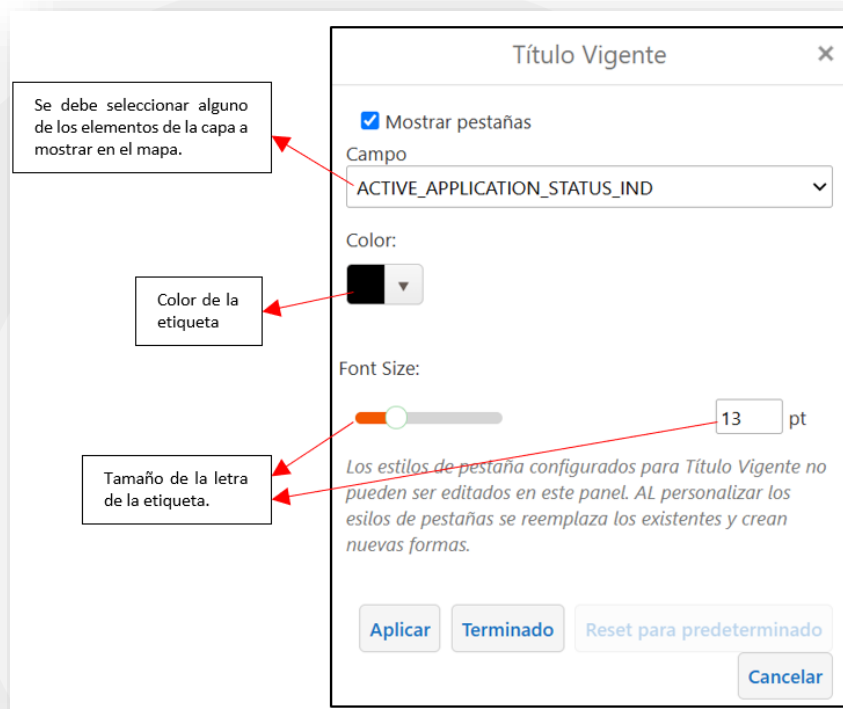 Título Vigente ×
Se debe seleccionar alguno
de los elementos de la capa a
mostrar en el mapa.
Mostrar pestañas
Campo
ACTIVE_APPLICATION_STATUS_IND
Color:
Color de la
etiqueta
Font Size:
13 pt
Tamaño de la letra
de la etiqueta.
Los estilos de pestaña configurados para Título Vigente no
pueden ser editados en este panel. AL personalizar los
esilos de pestañas se reemplaza los existentes y crean
nuevas formas.
Aplicar Terminado Reset para predeterminado
Cancelar